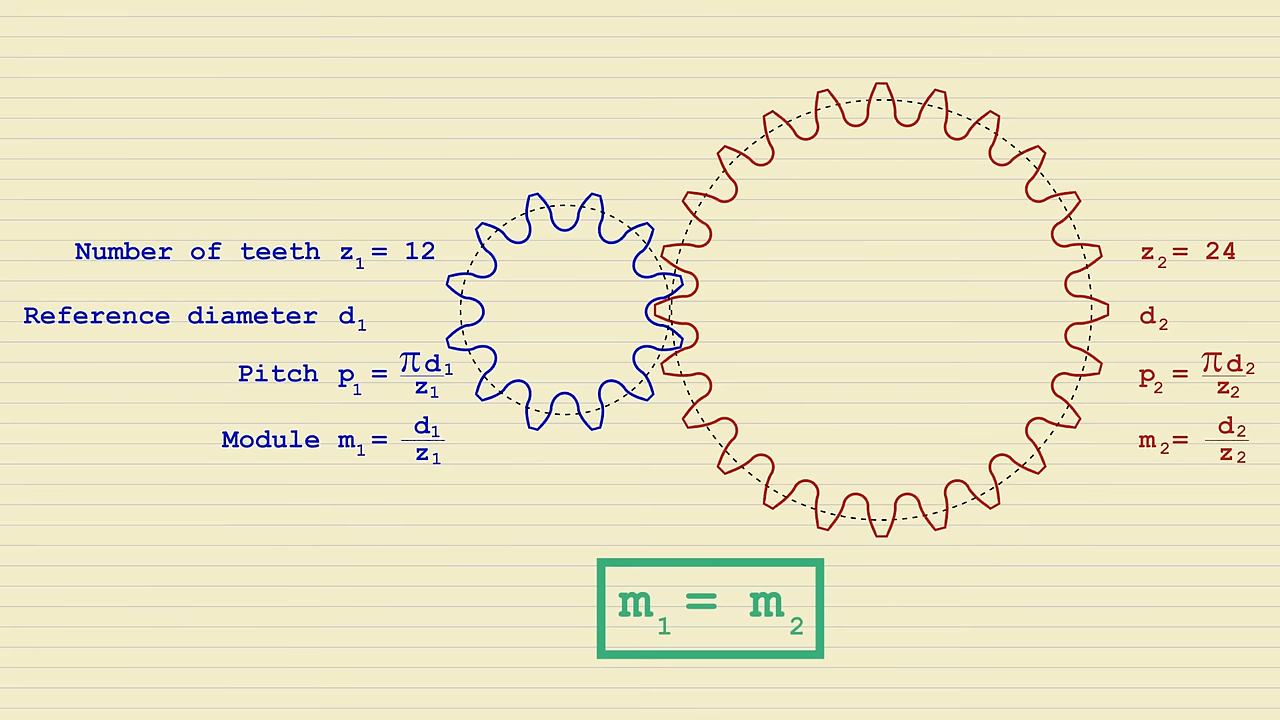 Number of teeth z₁ = 12
Reference diameter d₁
Pitch p₁ = πd₁/z₁
Module m₁ = d₁/z₁
z₂ = 24
d₂
p₂ = πd₂/z₂
m₂ = d₂/z₂
m₁ = m₂